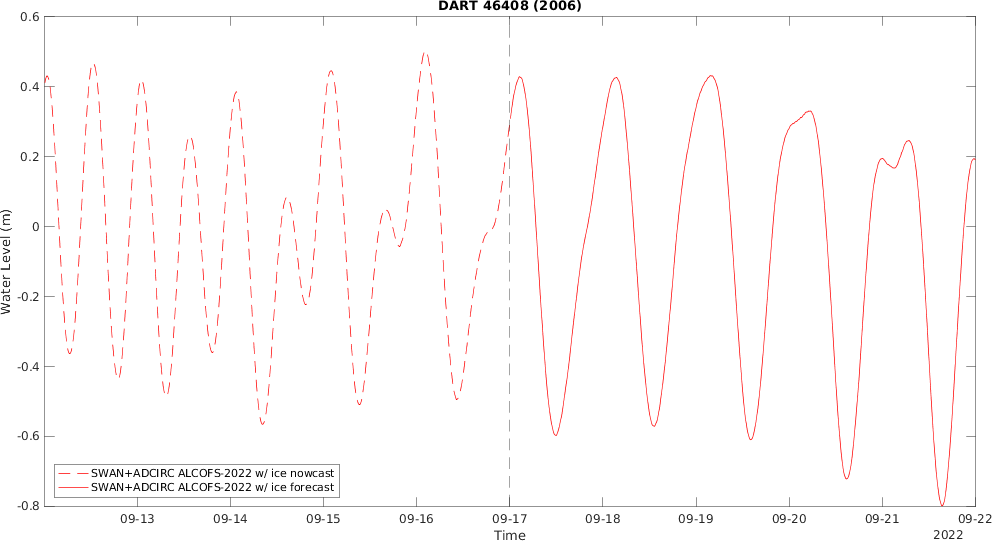 DART 46408 (2006)
0.6
0.4
0.2
0
-0.2
-0.4
-0.6
-0.8
Water Level (m)
SWAN+ADCIRC ALCOFS-2022 w/ ice nowcast
SWAN+ADCIRC ALCOFS-2022 w/ ice forecast
09-13 09-14 09-15 09-16 09-17 09-18 09-19 09-20 09-21 09-22
Time
2022